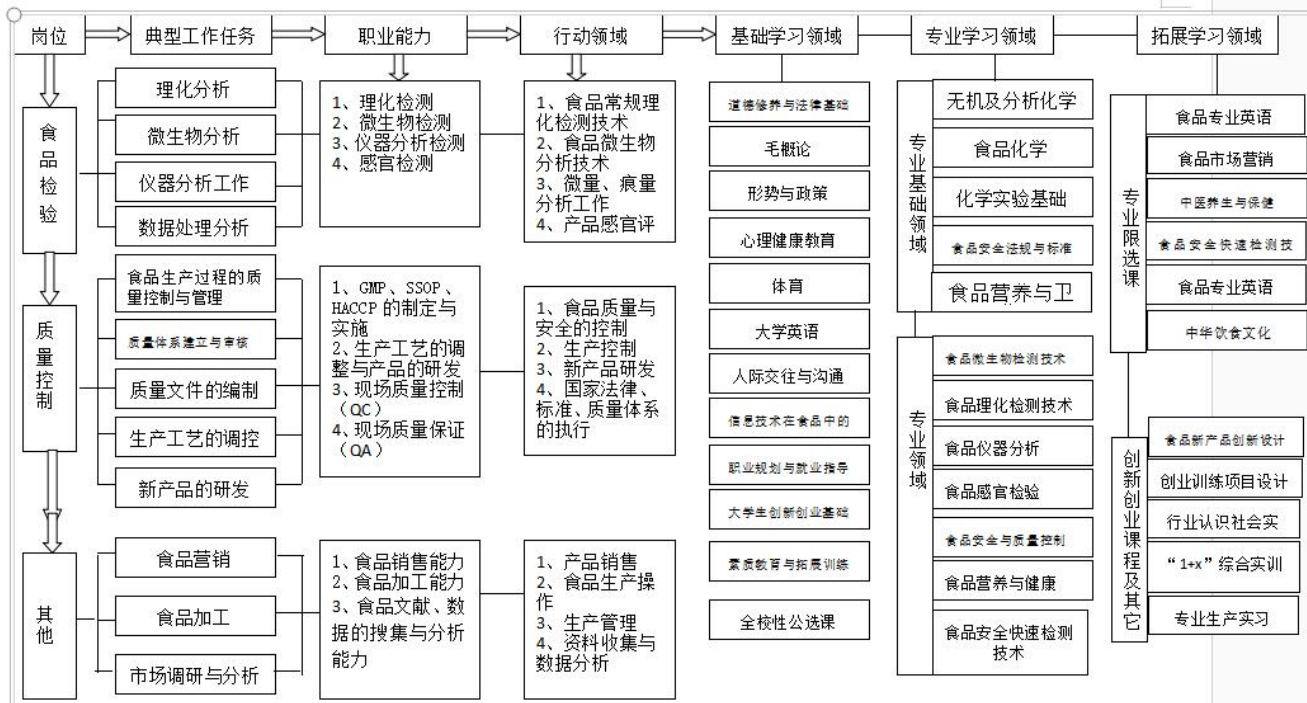 岗位
典型工作任务
职业能力
行动领域
基础学习领域
专业学习领域
拓展学习领域
食品检验
理化分析
微生物分析
仪器分析工作
数据处理分析
1、理化检测
2、微生物检测
3、仪器分析检测
4、感官检测
1、食品常规理
化检测技术
2、食品微生物
分析技术
3、微量、痕量
分析工作
4、产品感官评
质量控制
食品生产过程的质
量控制与管理
质量体系建立与审核
质量文件的编制
生产工艺的调控
新产品的研发
1、GMP、SSOP、
HACCP的制定与
实施
2、生产工艺的调
整与产品的研发
3、现场质量控制
（QC）
4、现场质量保证
（QA）
1、食品质量与
安全的控制
2、生产控制
3、新产品研发
4、国家法律、
标准、质量体系
的执行
其他
食品营销
食品加工
市场调研与分析
1、食品销售能力
2、食品加工能力
3、食品文献、数
据的搜集与分析
能力
1、产品销售
2、食品生产操
作
3、生产管理
4、资料收集与
数据分析
道德修养与法律基础
毛概论
形势与政策
心理健康教育
体育
大学英语
人际交往与沟通
信息技术在食品中的
职业规划与就业指导
大学生创新创业基础
素质教育与拓展训练
全校性公选课
专业基础领域
无机及分析化学
食品化学
化学实验基础
食品安全法规与标准
食品营养与卫
专业领域
食品微生物检测技术
食品理化检测技术
食品仪器分析
食品感官检验
食品安全与质量控制
食品营养与健康
食品安全快速检测
技术
专业限选课
食品专业英语
食品市场营销
中医养生与保健
食品安全快速检测技
食品专业英语
中华饮食文化
创新创业课程及其它
食品新产品创新设计
创业训练项目设计
行业认识社会实
“1+x”综合实训
专业生产实习